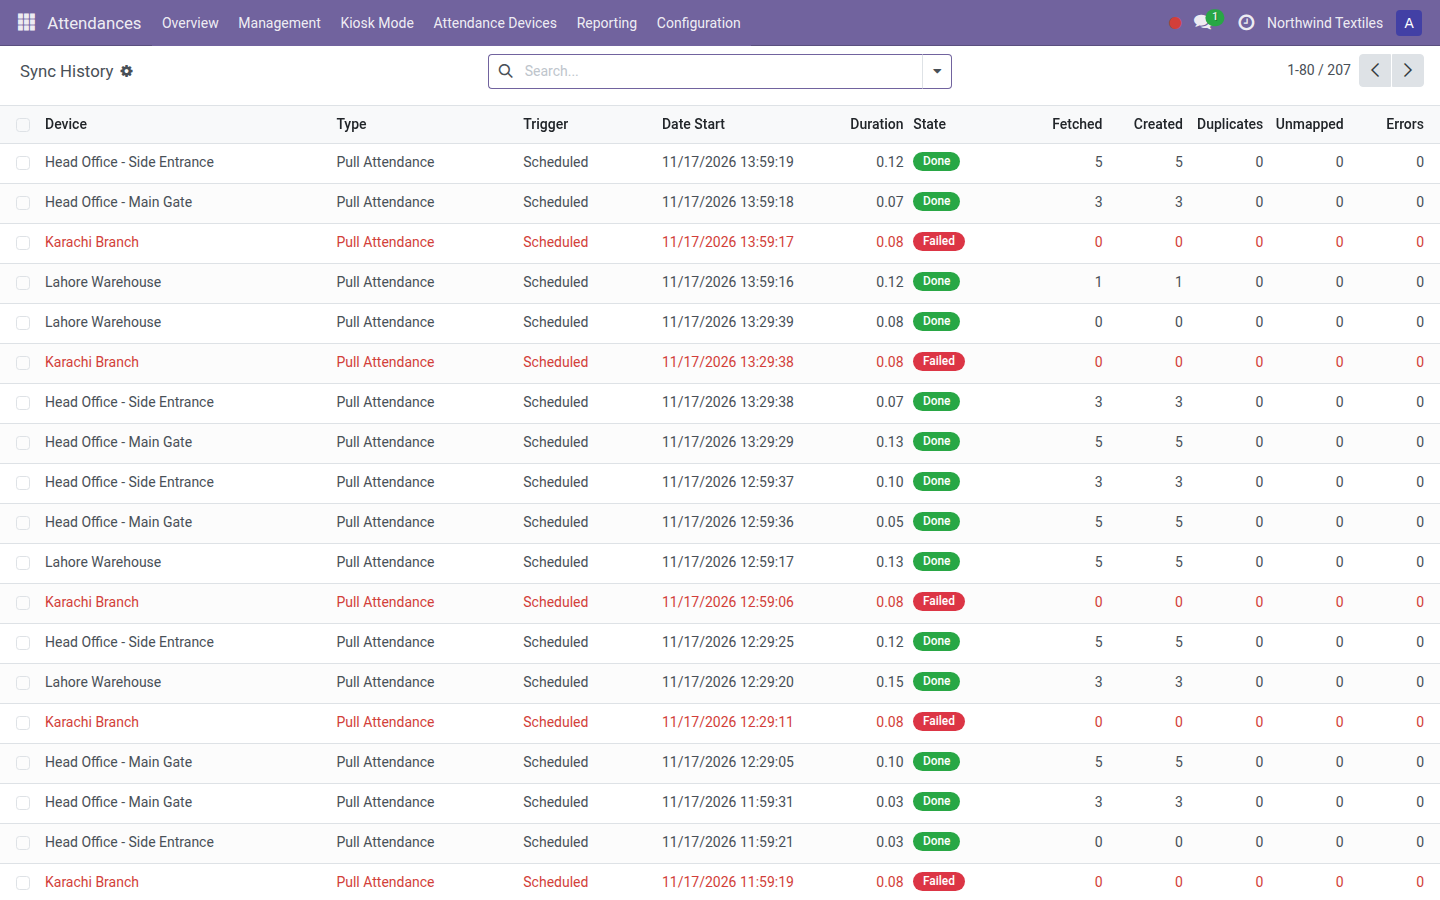 Attendances Overview Management Kiosk Mode Attendance Devices Reporting Configuration 1 Northwind Textiles A
Sync History Search... 1-80 / 207
Device Type Trigger Date Start Duration State Fetched Created Duplicates Unmapped Errors
Head Office - Side Entrance Pull Attendance Scheduled 11/17/2026 13:59:19 0.12 Done 5 5 0 0 0
Head Office - Main Gate Pull Attendance Scheduled 11/17/2026 13:59:18 0.07 Done 3 3 0 0 0
Karachi Branch Pull Attendance Scheduled 11/17/2026 13:59:17 0.08 Failed 0 0 0 0 0
Lahore Warehouse Pull Attendance Scheduled 11/17/2026 13:59:16 0.12 Done 1 1 0 0 0
Lahore Warehouse Pull Attendance Scheduled 11/17/2026 13:29:39 0.08 Done 0 0 0 0 0
Karachi Branch Pull Attendance Scheduled 11/17/2026 13:29:38 0.08 Failed 0 0 0 0 0
Head Office - Side Entrance Pull Attendance Scheduled 11/17/2026 13:29:38 0.07 Done 3 3 0 0 0
Head Office - Main Gate Pull Attendance Scheduled 11/17/2026 13:29:29 0.13 Done 5 5 0 0 0
Head Office - Side Entrance Pull Attendance Scheduled 11/17/2026 12:59:37 0.10 Done 3 3 0 0 0
Head Office - Main Gate Pull Attendance Scheduled 11/17/2026 12:59:36 0.05 Done 5 5 0 0 0
Lahore Warehouse Pull Attendance Scheduled 11/17/2026 12:59:17 0.13 Done 5 5 0 0 0
Karachi Branch Pull Attendance Scheduled 11/17/2026 12:59:06 0.08 Failed 0 0 0 0 0
Head Office - Side Entrance Pull Attendance Scheduled 11/17/2026 12:29:25 0.12 Done 5 5 0 0 0
Lahore Warehouse Pull Attendance Scheduled 11/17/2026 12:29:20 0.15 Done 3 3 0 0 0
Karachi Branch Pull Attendance Scheduled 11/17/2026 12:29:11 0.08 Failed 0 0 0 0 0
Head Office - Main Gate Pull Attendance Scheduled 11/17/2026 12:29:05 0.10 Done 5 5 0 0 0
Head Office - Main Gate Pull Attendance Scheduled 11/17/2026 11:59:31 0.03 Done 3 3 0 0 0
Head Office - Side Entrance Pull Attendance Scheduled 11/17/2026 11:59:21 0.03 Done 0 0 0 0 0
Karachi Branch Pull Attendance Scheduled 11/17/2026 11:59:19 0.08 Failed 0 0 0 0 0